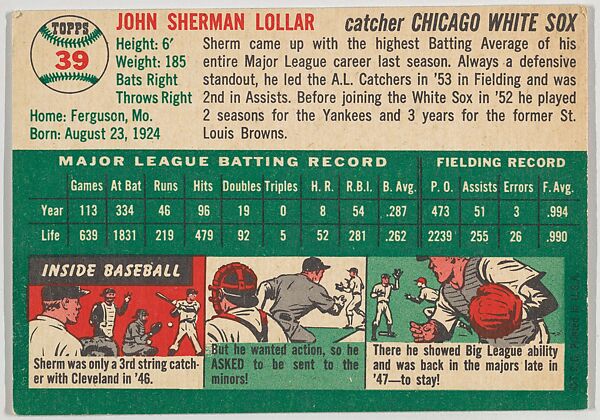 TOPPS
39
JOHN SHERMAN LOLLAR catcher CHICAGO WHITE SOX
Height: 6'
Weight: 185
Bats Right
Throws Right
Home: Ferguson, Mo.
Born: August 23, 1924
Sherm came up with the highest Batting Average of his
entire Major League career last season. Always a defensive
standout, he led the A.L. Catchers in '53 in Fielding and was
2nd in Assists. Before joining the White Sox in '52 he played
2 seasons for the Yankees and 3 years for the former St.
Louis Browns.
MAJOR LEAGUE BATTING RECORD FIELDING RECORD
Games At Bat Runs Hits Doubles Triples H. R. R.B.I. B. Avg. P. O. Assists Errors F. Avg.
Year 113 334 46 96 19 0 8 54 .287 473 51 3 .994
Life 639 1831 219 479 92 5 52 281 .262 2239 255 26 .990
INSIDE BASEBALL
Sherm was only a 3rd string catch-
er with Cleveland in '46.
But he wanted action, so he
ASKED to be sent to the
minors!
There he showed Big League ability
and was back in the majors late in
'47—to stay!
Printed in U.S.A.